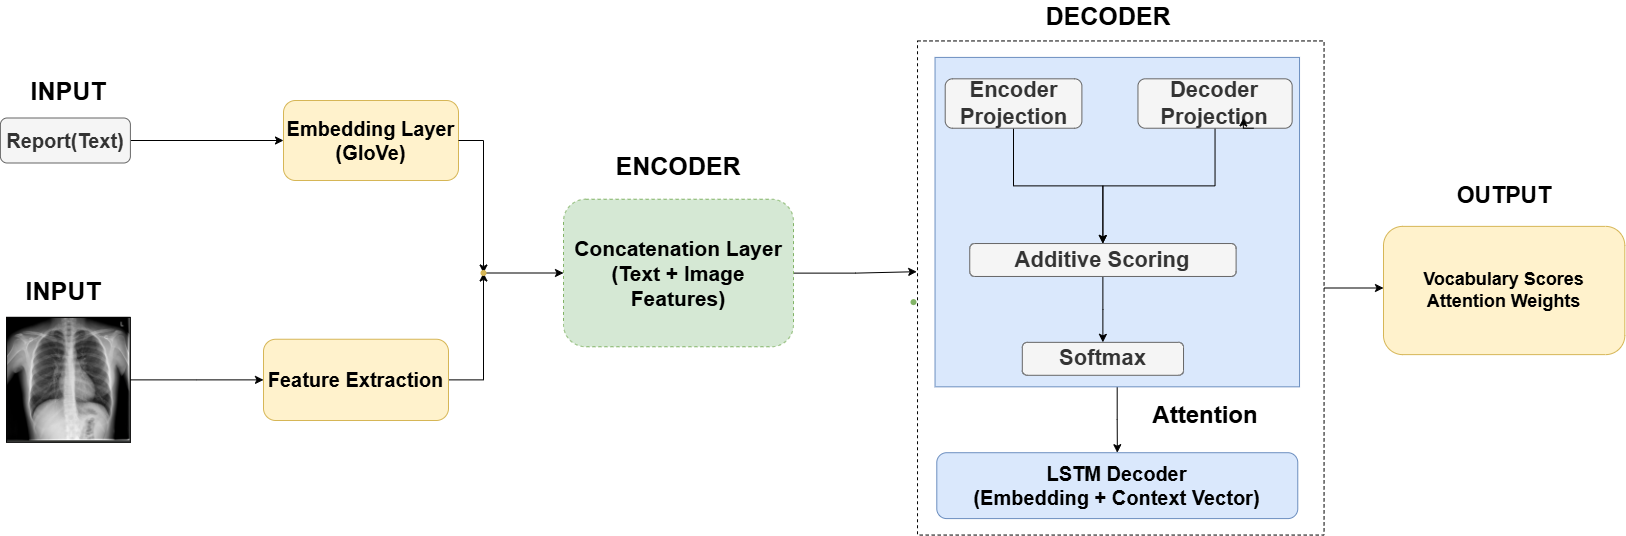 INPUT
Report(Text)
Embedding Layer
(GloVe)
INPUT
L
Feature Extraction
ENCODER
Concatenation Layer
(Text + Image
Features)
DECODER
Encoder
Projection
Decoder
Projection
Additive Scoring
Softmax
Attention
LSTM Decoder
(Embedding + Context Vector)
OUTPUT
Vocabulary Scores
Attention Weights